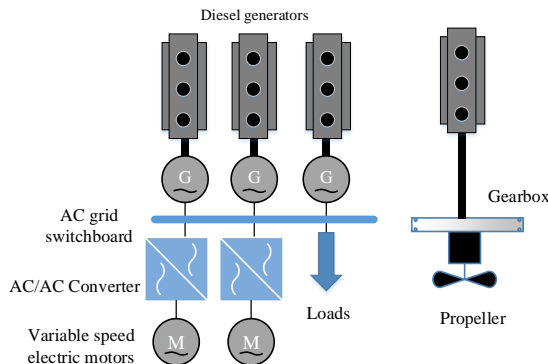 Diesel generators
G
G
G
Gearbox
AC grid
switchboard
AC/AC Converter
Loads
Propeller
Variable speed
electric motors
M
M